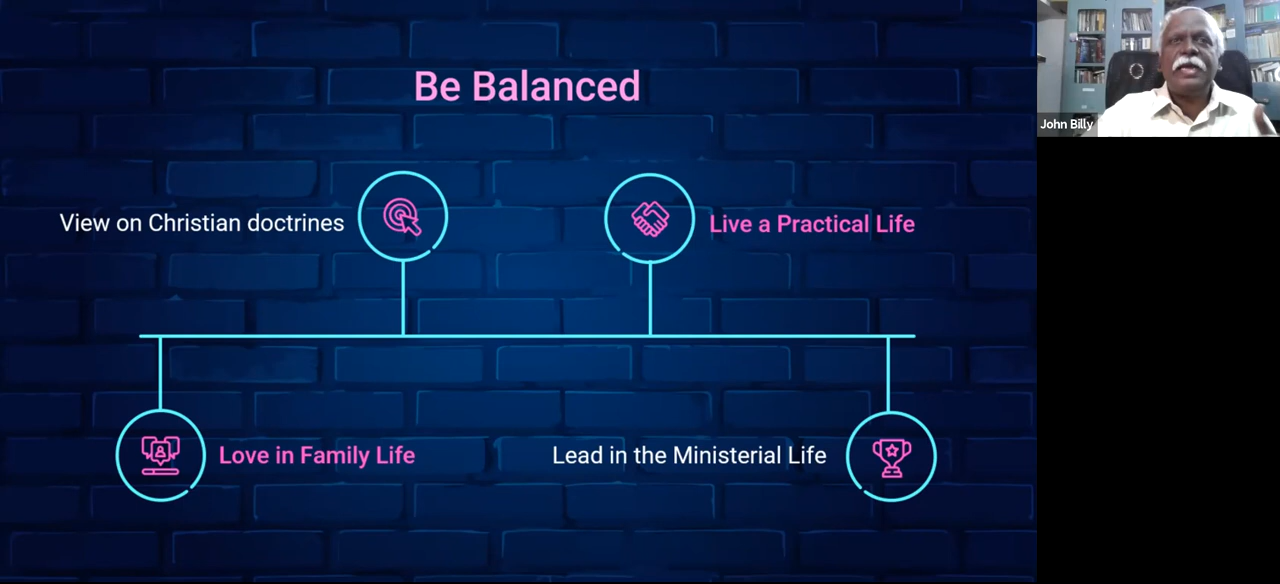 Be Balanced
View on Christian doctrines
Live a Practical Life
Love in Family Life
Lead in the Ministerial Life
John Billy